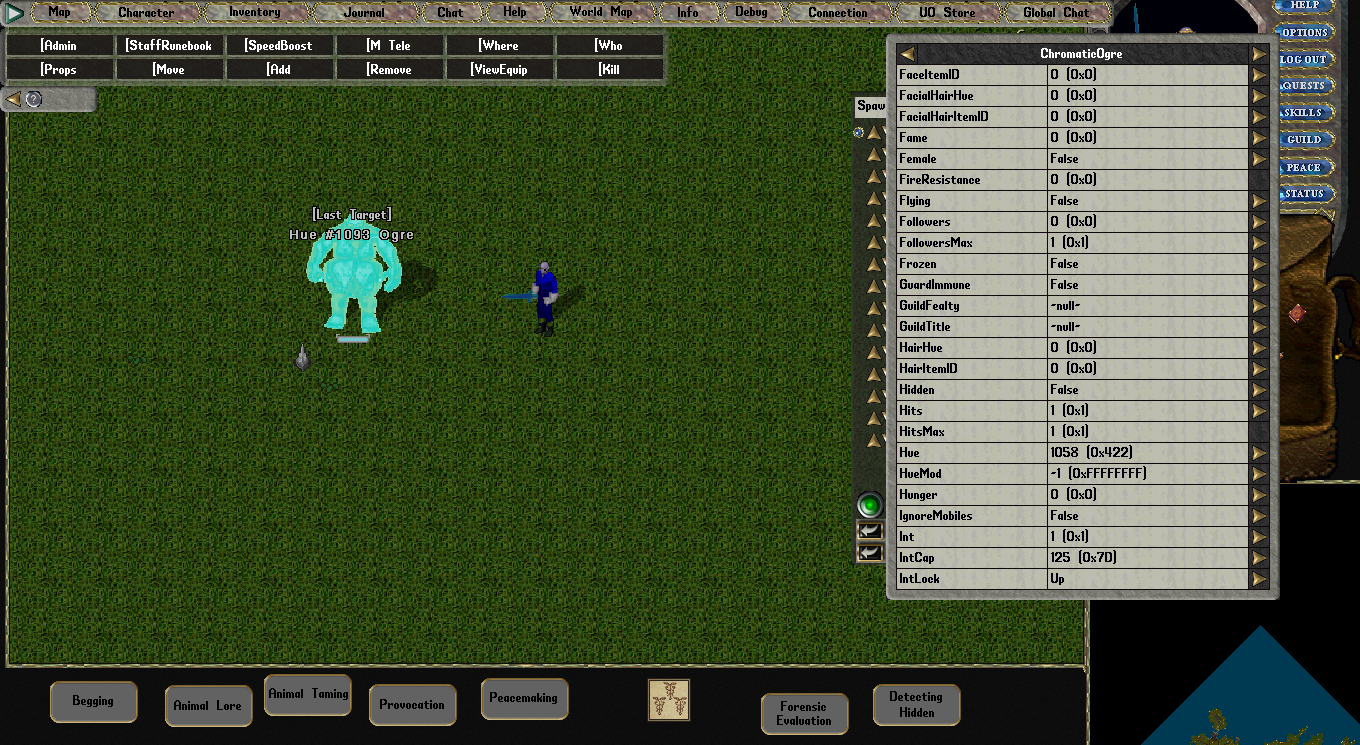 Map Character Inventory Journal Chat Help World Map Info Debug Connection UO Store Global Chat
[Admin [StaffRunebook [SpeedBoost [M Tele [Where [Who
[Props [Move [Add [Remove [ViewEquip [Kill
?
[Last Target]
Hue #1093 Ogre
Spaw
ChromaticOgre
FaceItemID 0 (0x0)
FacialHairHue 0 (0x0)
FacialHairItemID 0 (0x0)
Fame 0 (0x0)
Female False
FireResistance 0 (0x0)
Flying False
Followers 0 (0x0)
FollowersMax 1 (0x1)
Frozen False
GuardImmune False
GuildFealty -null-
GuildTitle -null-
HairHue 0 (0x0)
HairItemID 0 (0x0)
Hidden False
Hits 1 (0x1)
HitsMax 1 (0x1)
Hue 1058 (0x422)
HueMod -1 (0xFFFFFFFF)
Hunger 0 (0x0)
IgnoreMobiles False
Int 1 (0x1)
IntCap 125 (0x7D)
IntLock Up
HELP
OPTIONS
LOG OUT
QUESTS
SKILLS
GUILD
PEACE
STATUS
Begging
Animal Lore
Animal Taming
Provocation
Peacemaking
Forensic
Evaluation
Detecting
Hidden